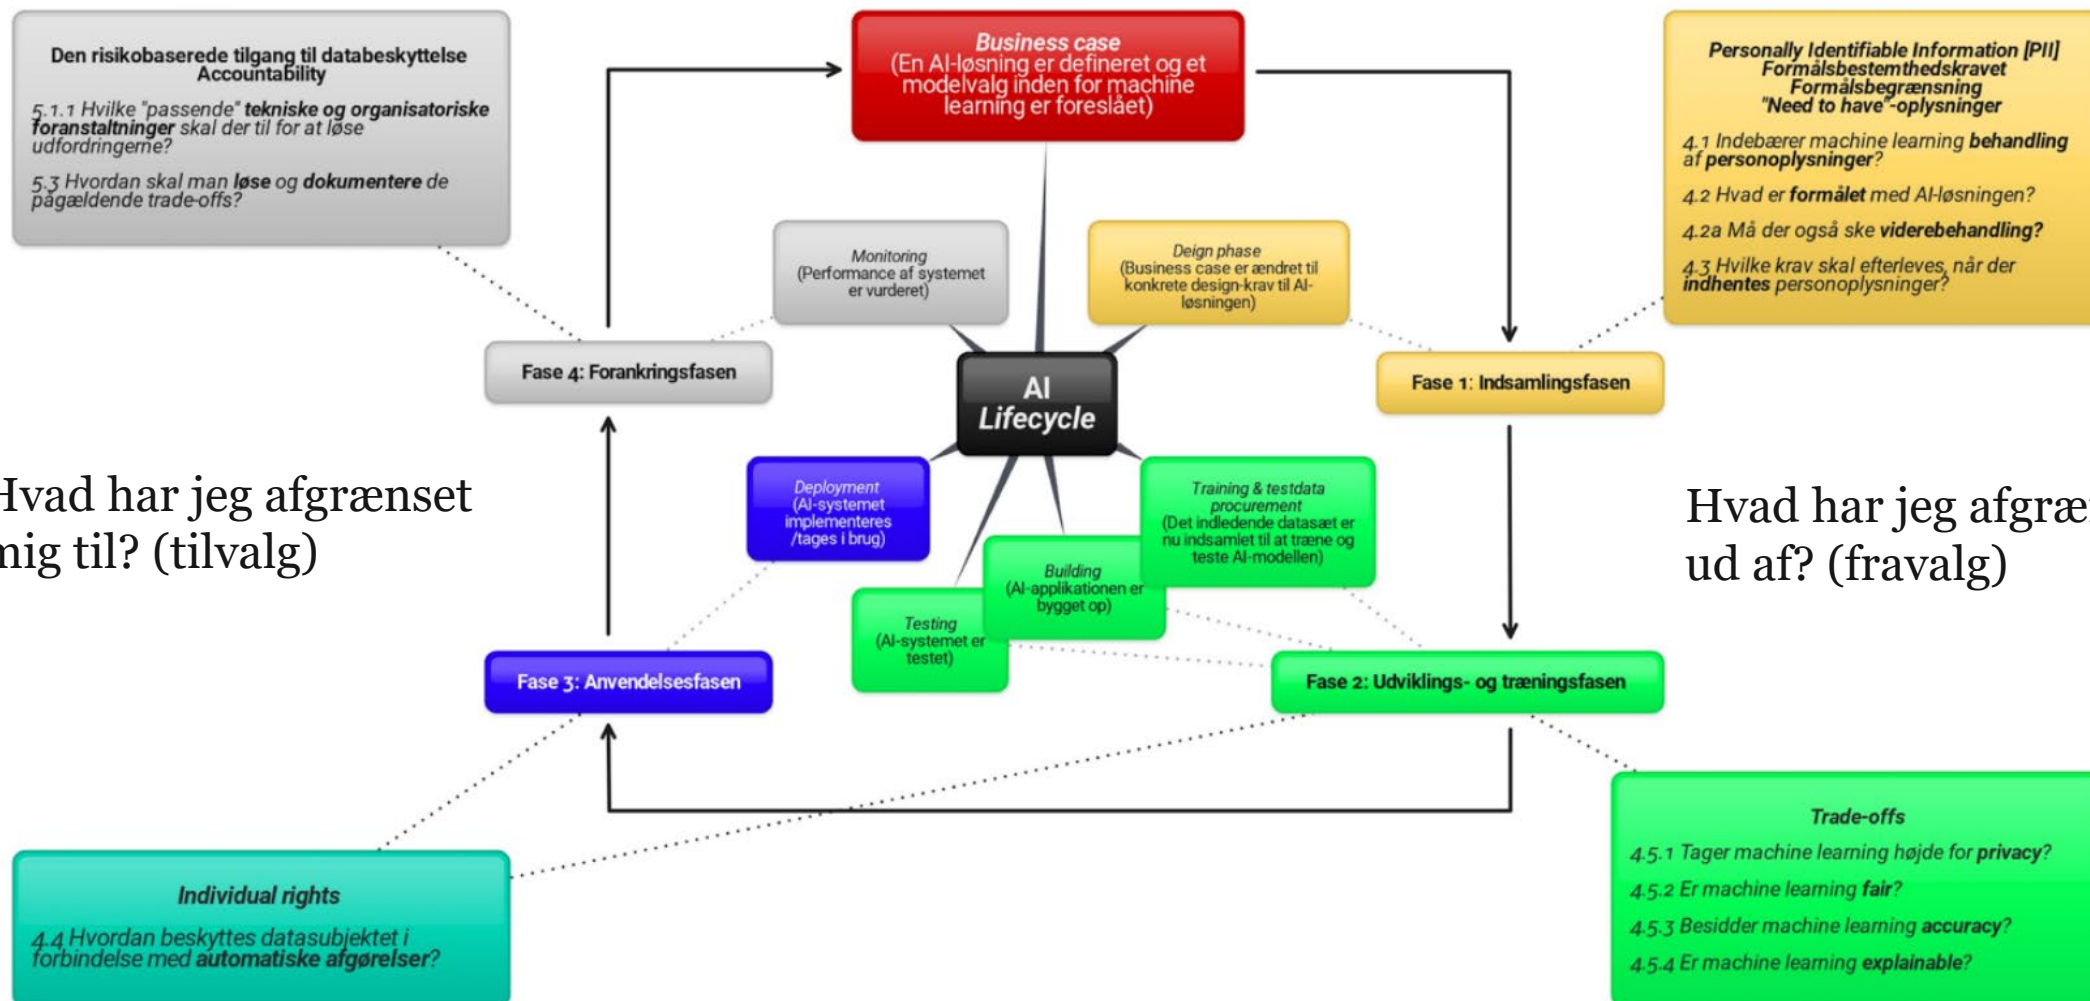 Den risikobaserede tilgang til databeskyttelse
Accountability
5.1.1 Hvilke "passende" tekniske og organisatoriske
foranstaltninger skal der til for at løse
udfordringerne?
5.3 Hvordan skal man løse og dokumentere de
pågældende trade-offs?
Business case
(En AI-løsning er defineret og et
modelvalg inden for machine
learning er foreslået)
Personally Identifiable Information [PII]
Formålsbestemthedskravet
Formålsbegrænsning
"Need to have"-oplysninger
4.1 Indebærer machine learning behandling
af personoplysninger?
4.2 Hvad er formålet med AI-løsningen?
4.2a Må der også ske viderebehandling?
4.3 Hvilke krav skal efterleves, når der
indhentes personoplysninger?
Monitoring
(Performance af systemet
er vurderet)
Deign phase
(Business case er ændret til
konkrete design-krav til AI-
løsningen)
Fase 4: Forankringsfasen
AI
Lifecycle
Fase 1: Indsamlingsfasen
Hvad har jeg afgrænset
mig til? (tilvalg)
Deployment
(AI-systemet
implementeres
/tages i brug)
Training & testdata
procurement
(Det indledende datasæt er
nu indsamlet til at træne og
teste AI-modellen)
Hvad har jeg
ud af? (fravalg)
Building
(AI-applikationen er
bygget op)
Testing
(AI-systemet er
testet)
Fase 3: Anvendelsesfasen
Fase 2: Udviklings- og træningsfasen
Individual rights
4.4 Hvordan beskyttes datasubjektet i
forbindelse med automatiske afgørelser?
Trade-offs
4.5.1 Tager machine learning højde for privacy?
4.5.2 Er machine learning fair?
4.5.3 Besidder machine learning accuracy?
4.5.4 Er machine learning explainable?